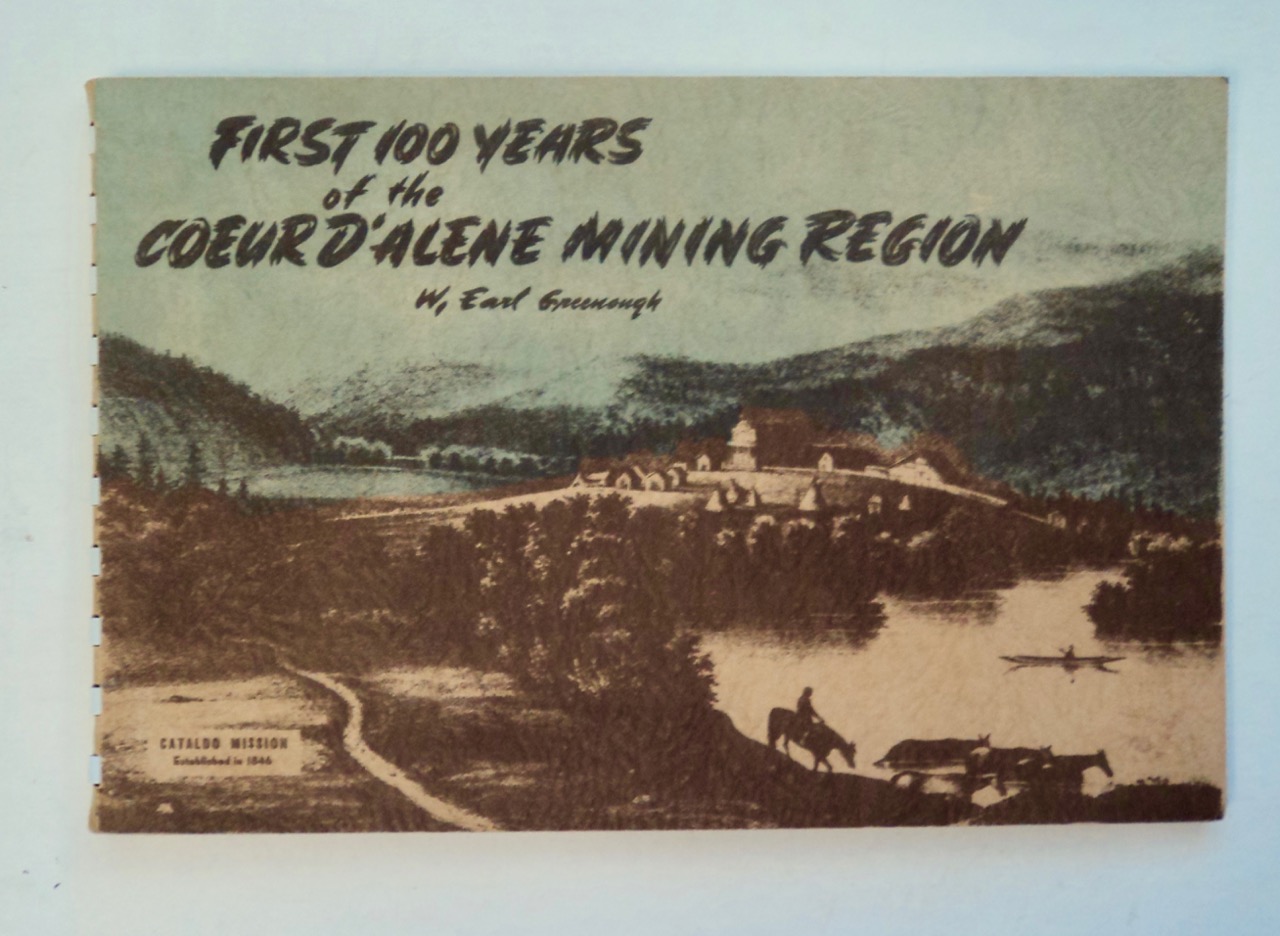 FIRST 100 YEARS
of the
COEUR D'ALENE MINING REGION
W, Earl Greenough
CATALDO MISSION
Established in 1846